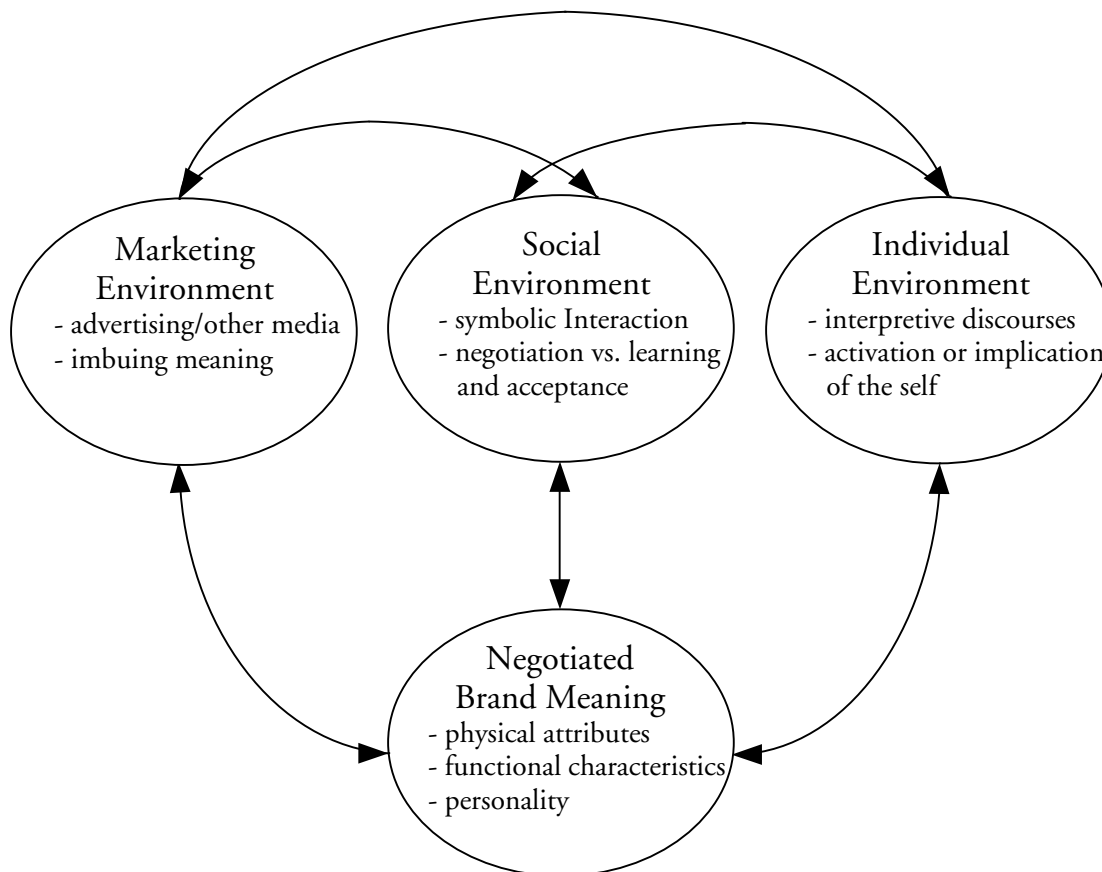 Marketing
Environment
- advertising/other media
- imbuing meaning
Social
Environment
- symbolic Interaction
- negotiation vs. learning
and acceptance
Individual
Environment
- interpretive discourses
- activation or implication
of the self
Negotiated
Brand Meaning
- physical attributes
- functional characteristics
- personality